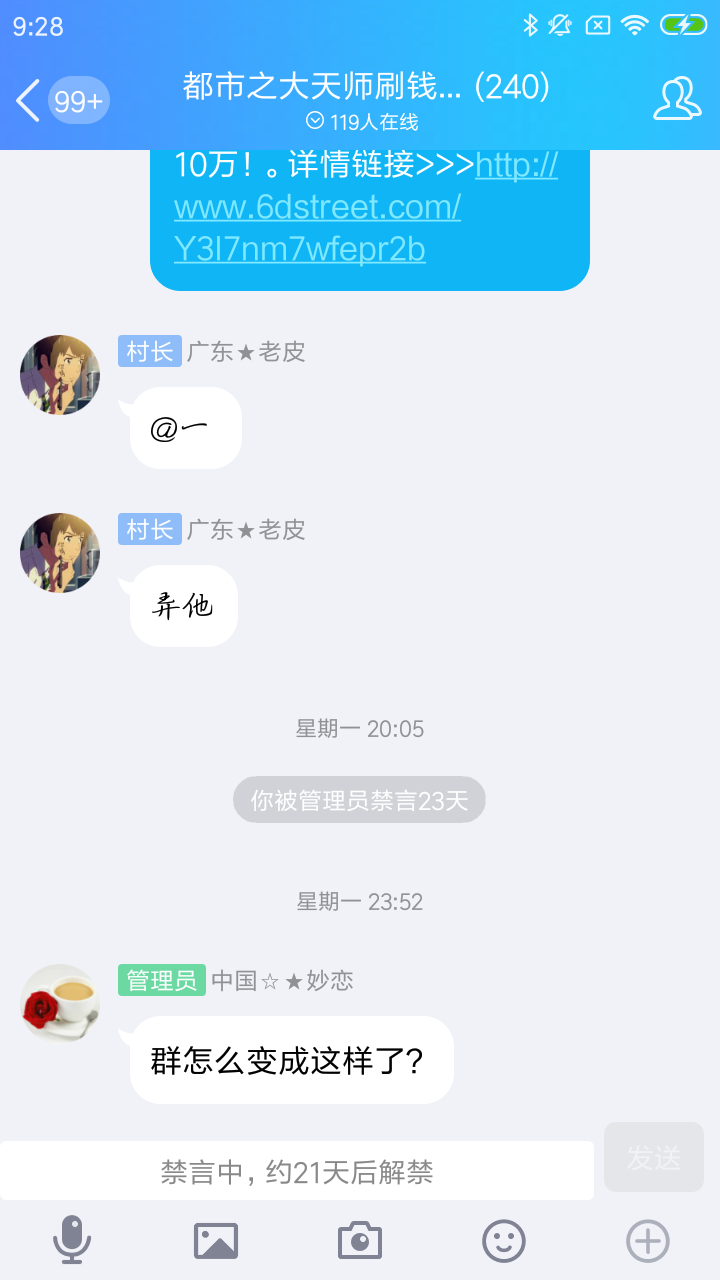 9:28
99+
都市之大天师刷钱... (240)
119人在线
10万！。详情链接>>>http://
www.6dstreet.com/
Y3l7nm7wfepr2b
村长 广东★老皮
@一
村长 广东★老皮
弄他
星期一 20:05
你被管理员禁言23天
星期一 23:52
管理员 中国☆★妙恋
群怎么变成这样了?
禁言中，约21天后解禁
发送